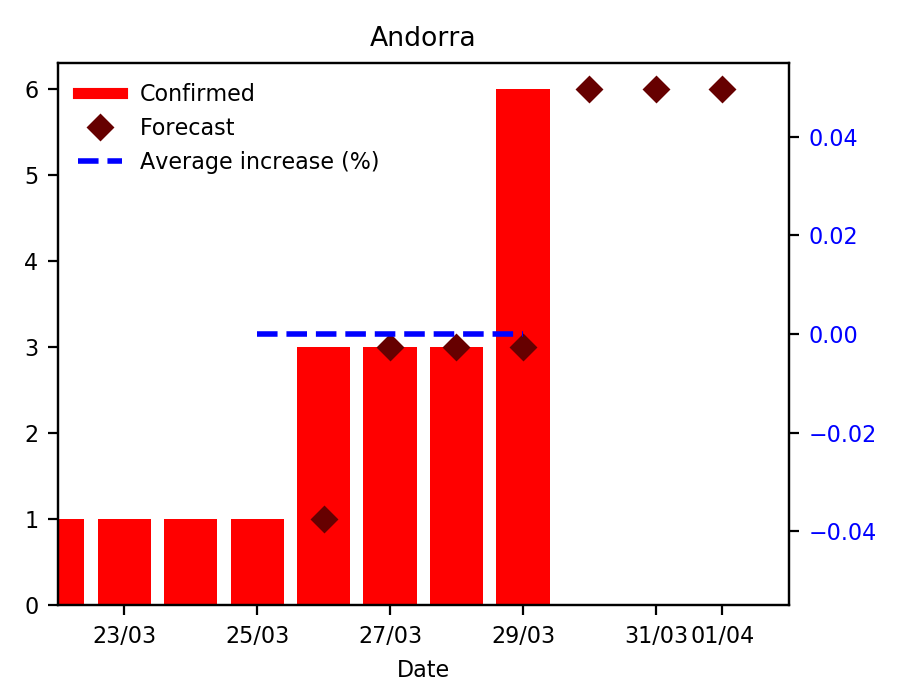 Andorra
Confirmed
Forecast
Average increase (%)
6
5
4
3
2
1
0
0.04
0.02
0.00
−0.02
−0.04
23/03 25/03 27/03 29/03 31/03 01/04
Date